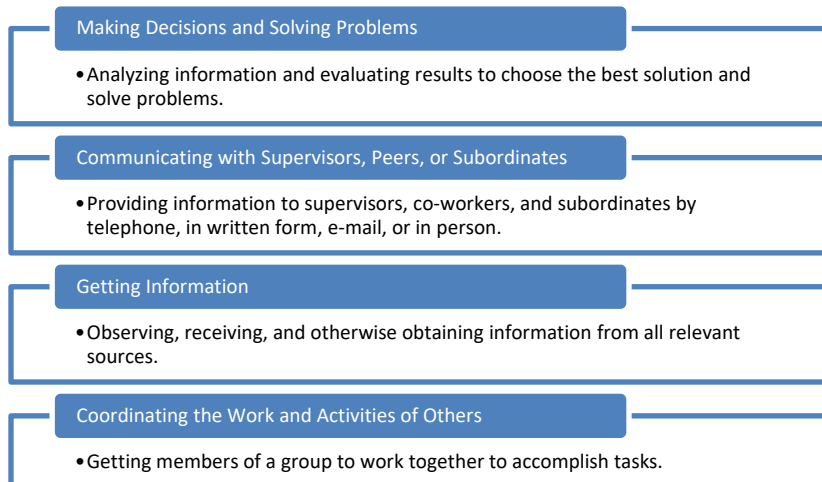 Making Decisions and Solving Problems
•Analyzing information and evaluating results to choose the best solution and
solve problems.
Communicating with Supervisors, Peers, or Subordinates
•Providing information to supervisors, co-workers, and subordinates by
telephone, in written form, e-mail, or in person.
Getting Information
•Observing, receiving, and otherwise obtaining information from all relevant
sources.
Coordinating the Work and Activities of Others
•Getting members of a group to work together to accomplish tasks.